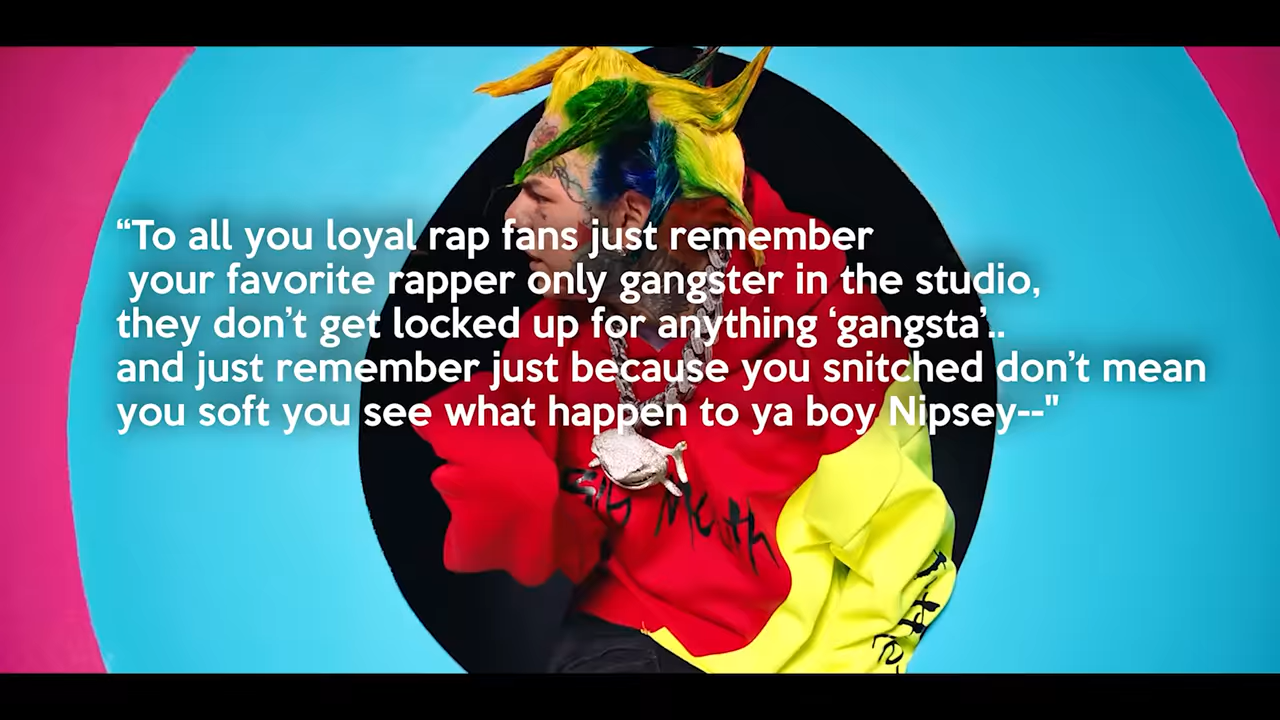 “To all you loyal rap fans just remember
your favorite rapper only gangster in the studio,
they don’t get locked up for anything ‘gangsta’..
and just remember just because you snitched don’t mean
you soft you see what happen to ya boy Nipsey--"
Big Mouth